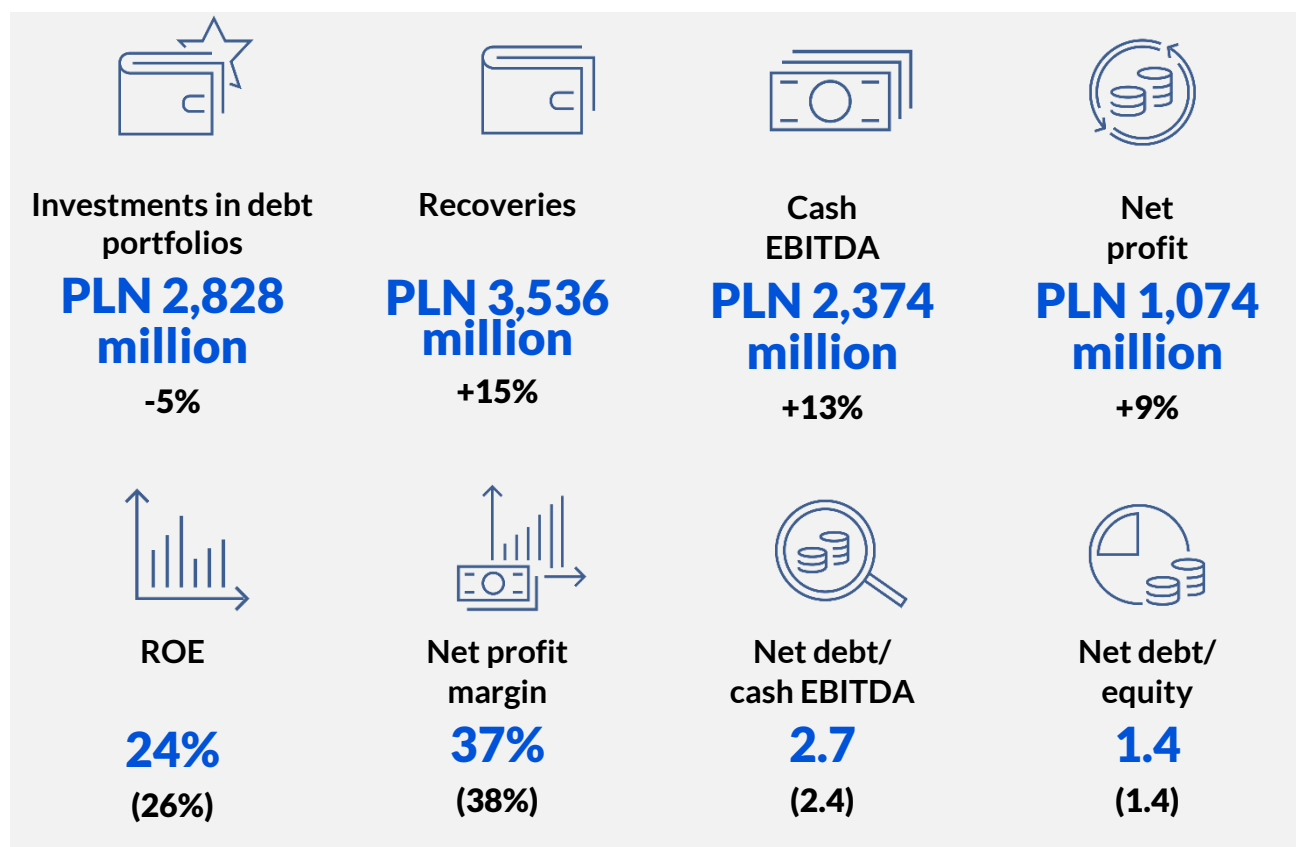 Investments in debt
portfolios
PLN 2,828
million
-5%
Recoveries
PLN 3,536
million
+15%
Cash
EBITDA
PLN 2,374
million
+13%
Net
profit
PLN 1,074
million
+9%
ROE
24%
(26%)
Net profit
margin
37%
(38%)
Net debt/
cash EBITDA
2.7
(2.4)
Net debt/
equity
1.4
(1.4)